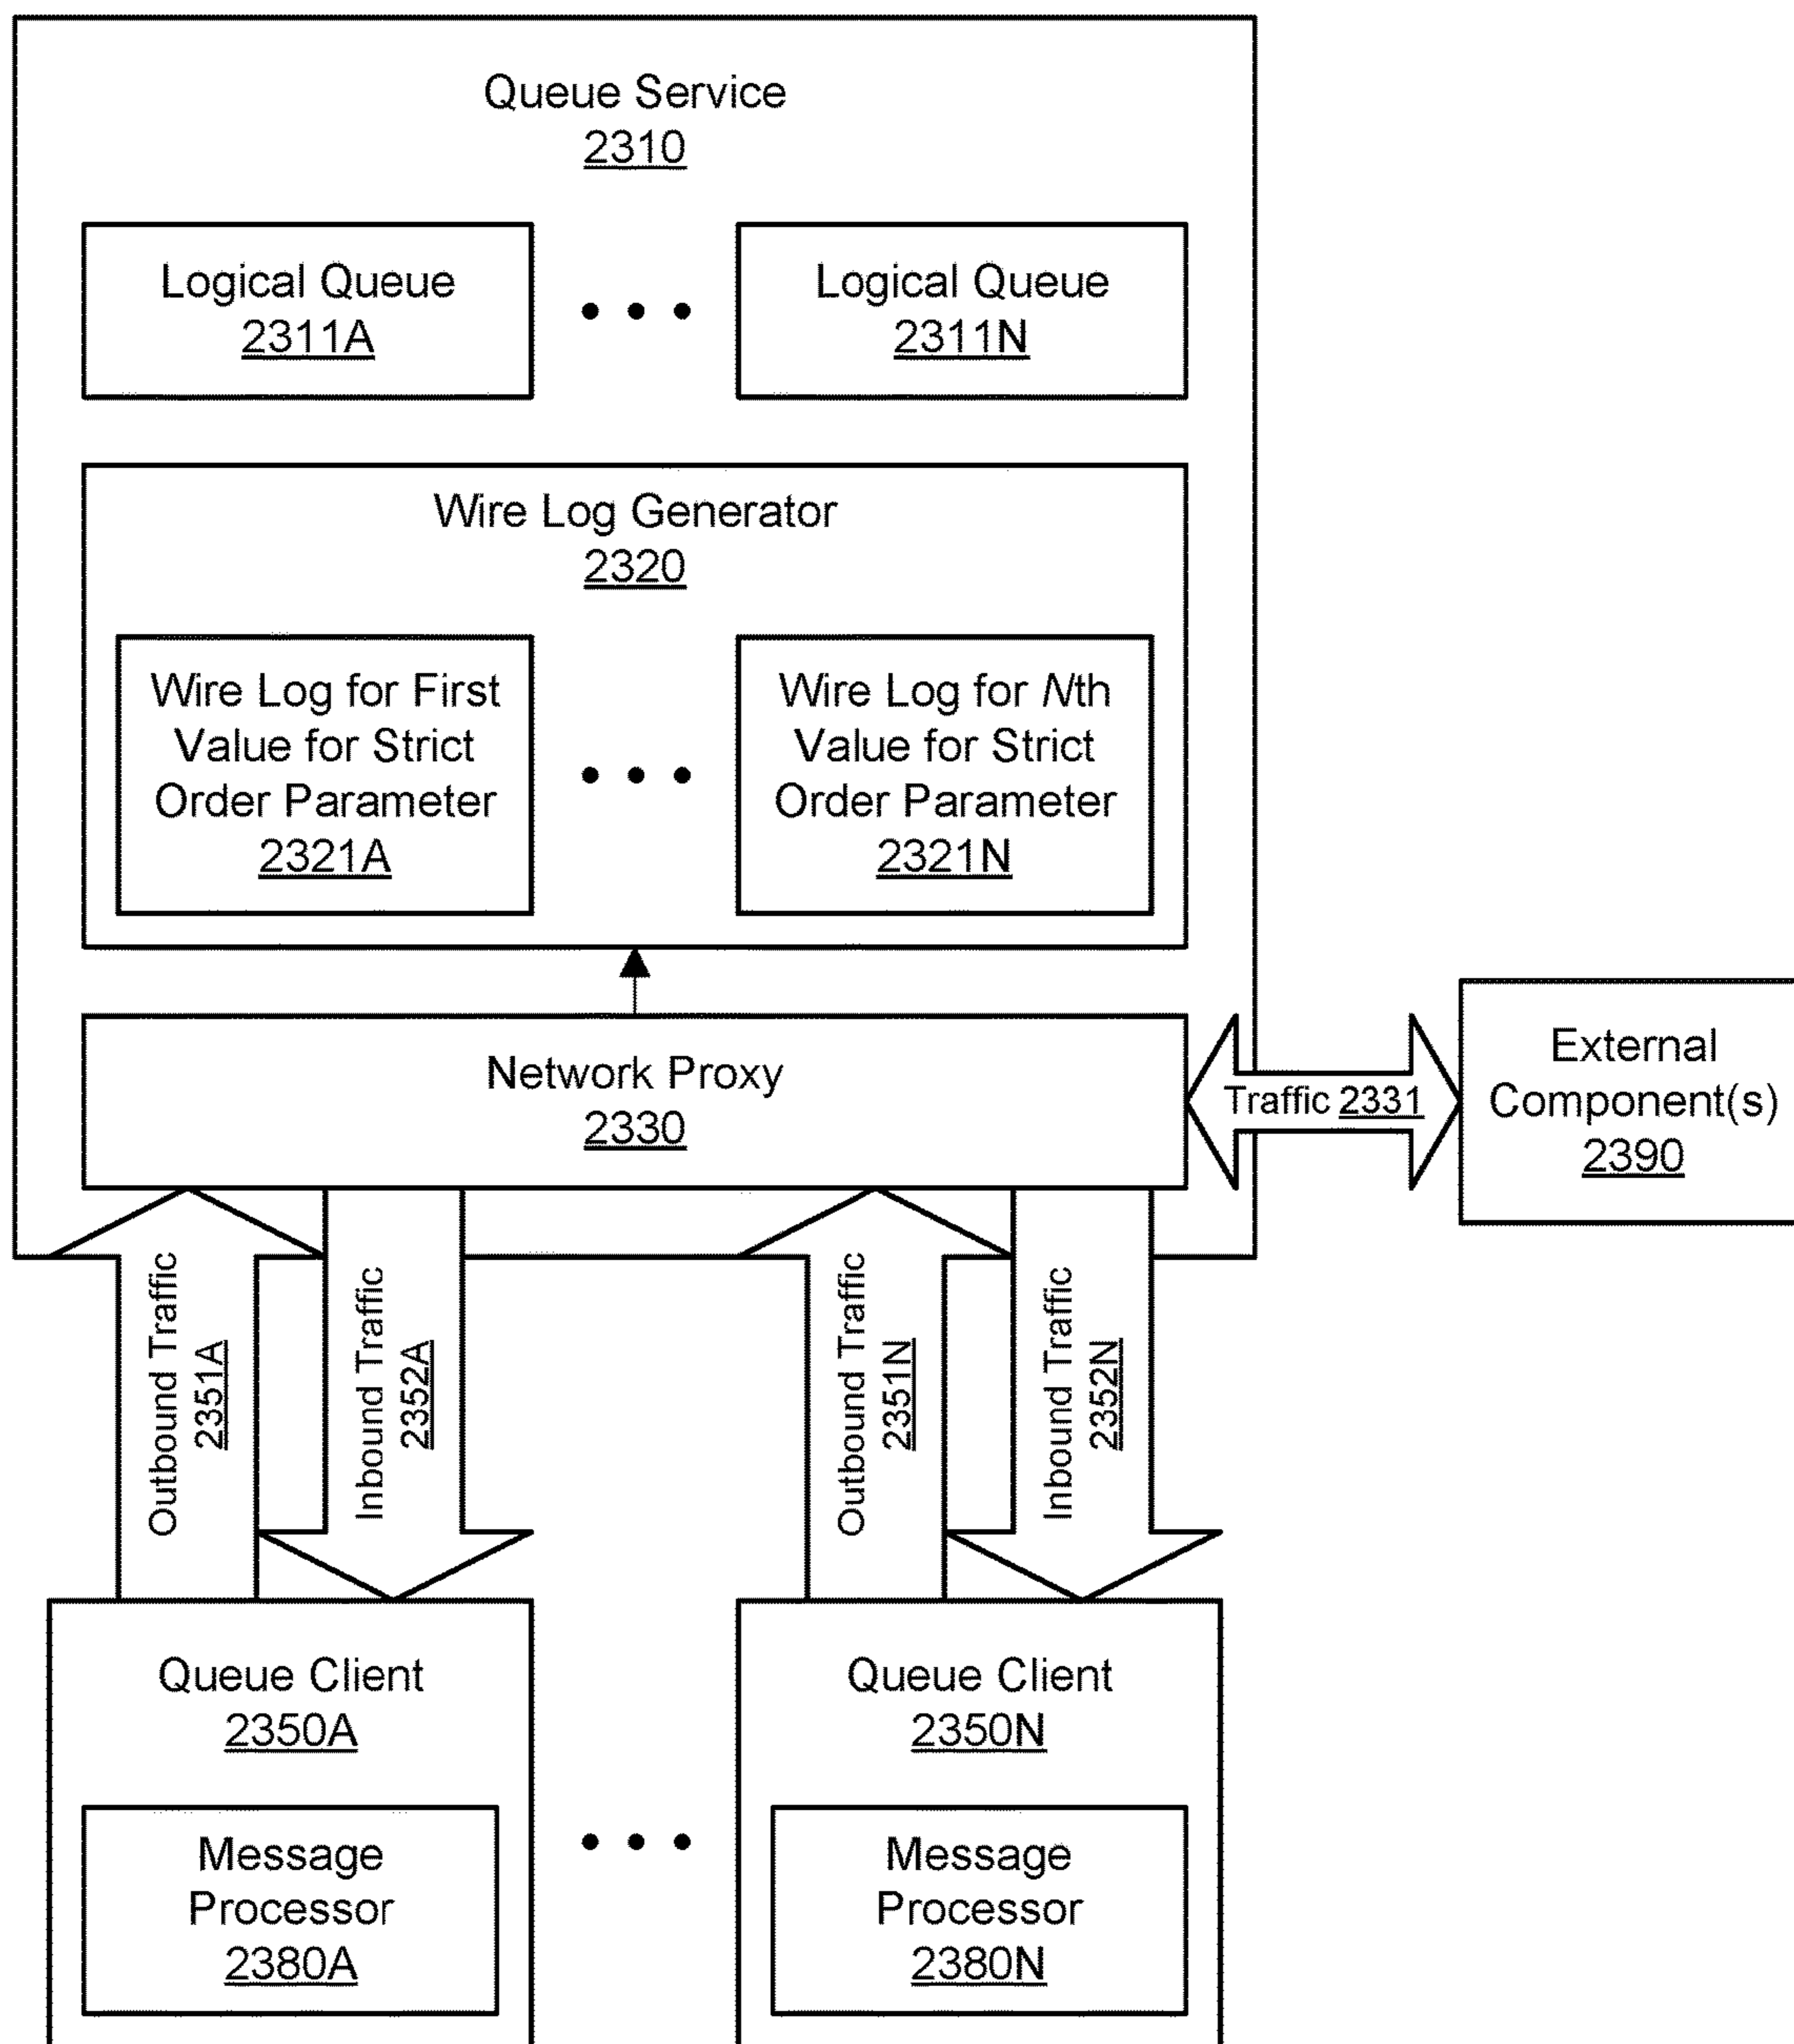 Queue Service
2310
Logical Queue
2311A
Logical Queue
2311N
Wire Log Generator
2320
Wire Log for First
Value for Strict
Order Parameter
2321A
Wire Log for Nth
Value for Strict
Order Parameter
2321N
Network Proxy
2330
Traffic 2331
External
Component(s)
2390
Outbound Traffic
2351A
Inbound Traffic
2352A
Outbound Traffic
2351N
Inbound Traffic
2352N
Queue Client
2350A
Message
Processor
2380A
Queue Client
2350N
Message
Processor
2380N